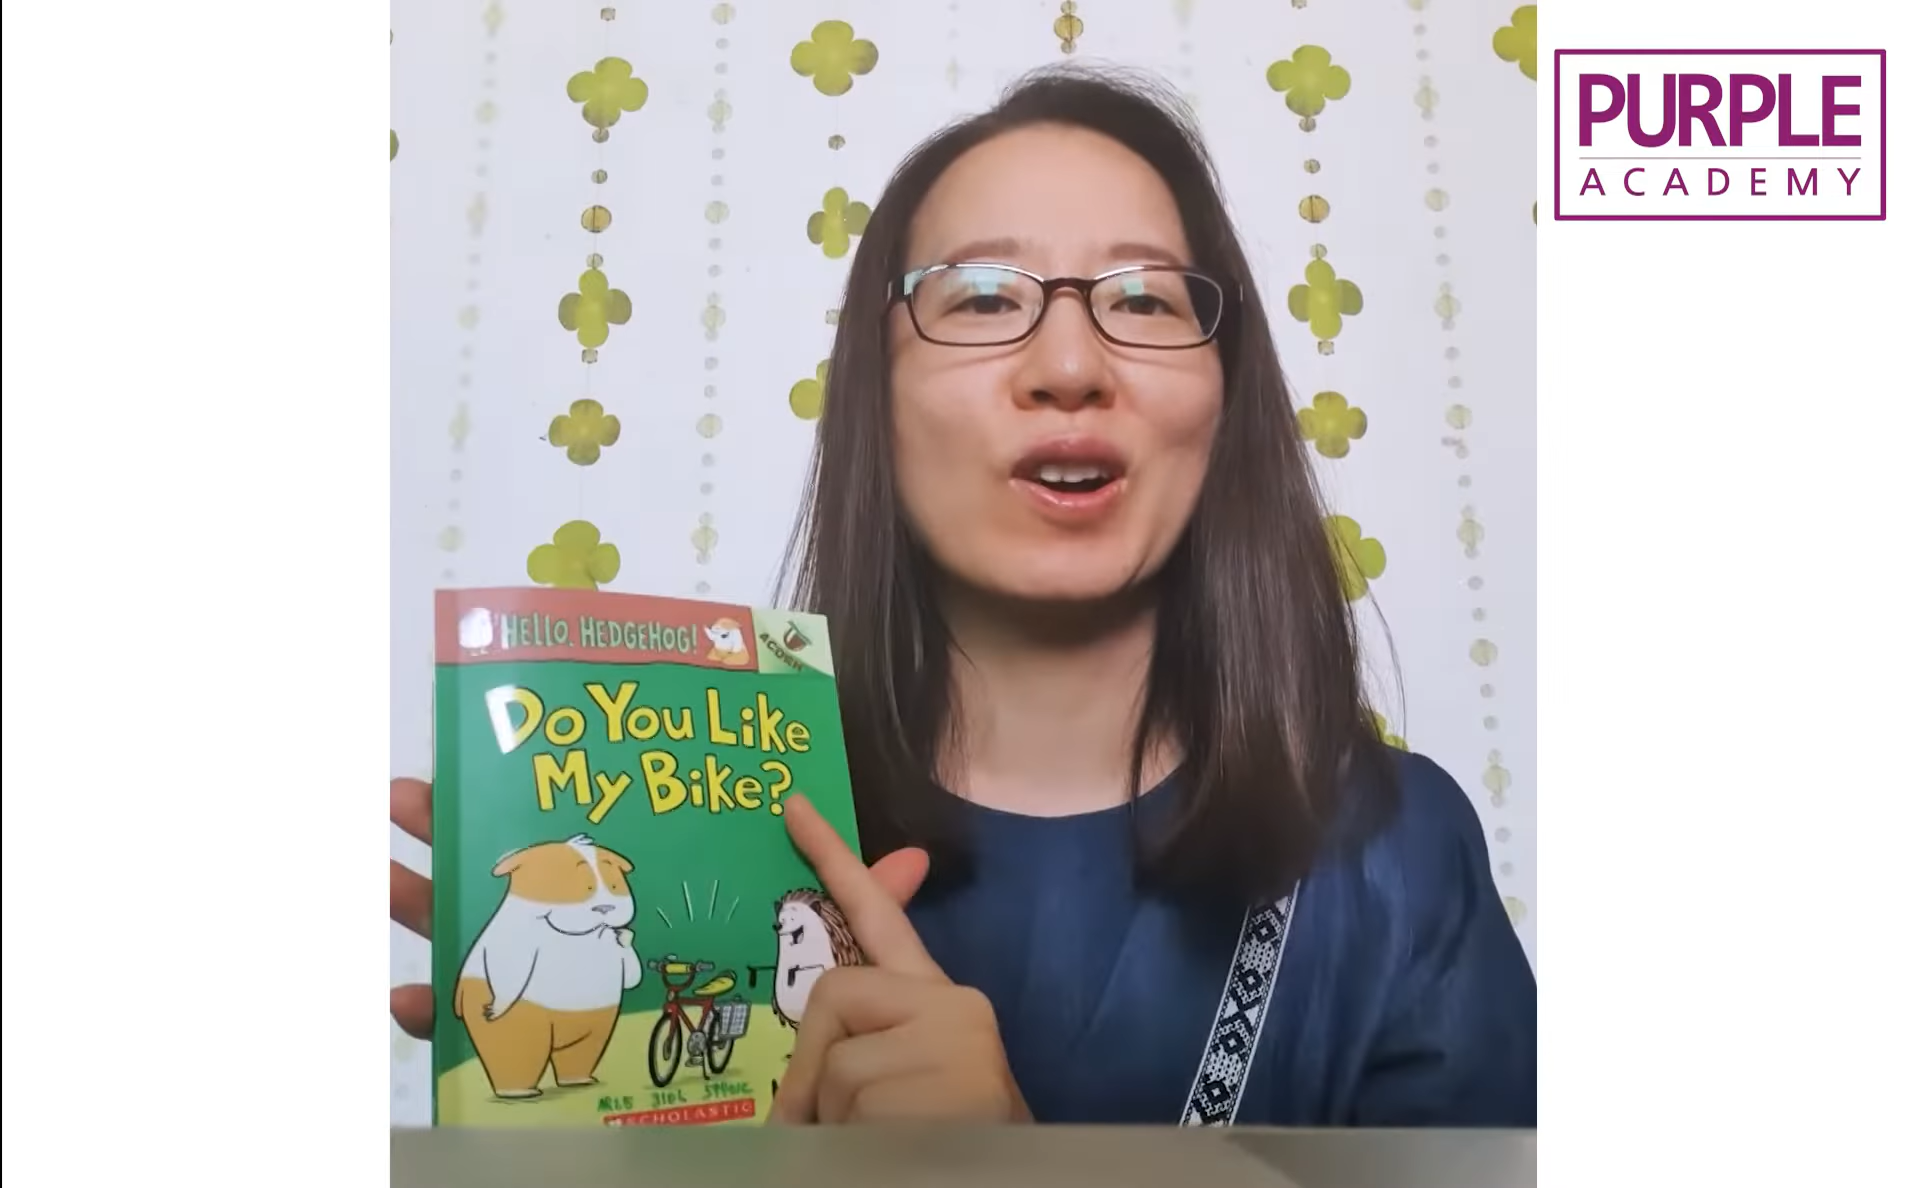 PURPLE
ACADEMY
HELLO, HEDGEHOG!
ACORN
Do You Like
My Bike?
SCHOLASTIC